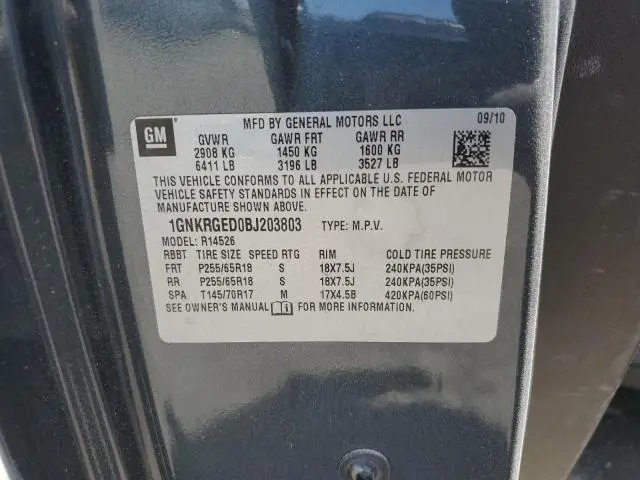 GM
MFD BY GENERAL MOTORS LLC 09/10
GVWR GAWR FRT GAWR RR
2908 KG 1450 KG 1600 KG
6411 LB 3196 LB 3527 LB
THIS VEHICLE CONFORMS TO ALL APPLICABLE U.S. FEDERAL MOTOR
VEHICLE SAFETY STANDARDS IN EFFECT ON THE DATE OF
MANUFACTURE SHOWN ABOVE.
1GNKRGED0BJ203803 TYPE: M.P.V.
MODEL: R14526
RBBT TIRE SIZE SPEED RTG RIM COLD TIRE PRESSURE
FRT P255/65R18 S 18X7.5J 240KPA(35PSI)
RR P255/65R18 S 18X7.5J 240KPA(35PSI)
SPA T145/70R17 M 17X4.5B 420KPA(60PSI)
SEE OWNER'S MANUAL FOR MORE INFORMATION.